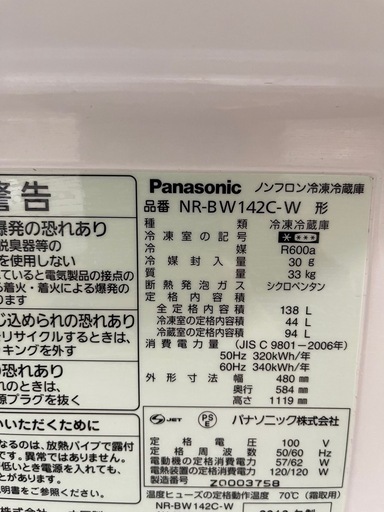 警告
爆発の恐れあり
脱臭器等の
を使用しない
ていると電気製品の接点の
る着火・着火による爆発の
じ込められの恐れあり
リサイクルするときは、
の恐れあり
れのあるときは、
源プラグを抜く
いただくために
なるのは、放熱パイプで露付
です。異常ではありません。
低いとき電源を入れても、
Panasonic ノンフロン冷凍冷蔵庫
品番 NR-BW142C-W 形
種類 冷凍冷蔵庫
冷凍室の記号 ＊＊＊＊
冷媒 R600a
冷媒封入量 30 g
質量 33 kg
断熱発泡ガス シクロペンタン
定格内容積
全定格内容積 138 L
冷凍室の定格内容積 44 L
冷蔵室の定格内容積 94 L
消費電力量 (JIS C 9801-2006年)
50Hz 320kWh/年
60Hz 340kWh/年
外形寸法 幅 480 mm
奥行 584 mm
高さ 1119 mm
JET PSE パナソニック株式会社
定格電圧 100 V
定格周波数 50/60 Hz
電動機の定格消費電力 57/62 W
電熱装置の定格消費電力 120/120 W
製造番号 Z0003758
温度ヒューズの定格動作温度 70℃ (霜取用)
NR-BW142C-W